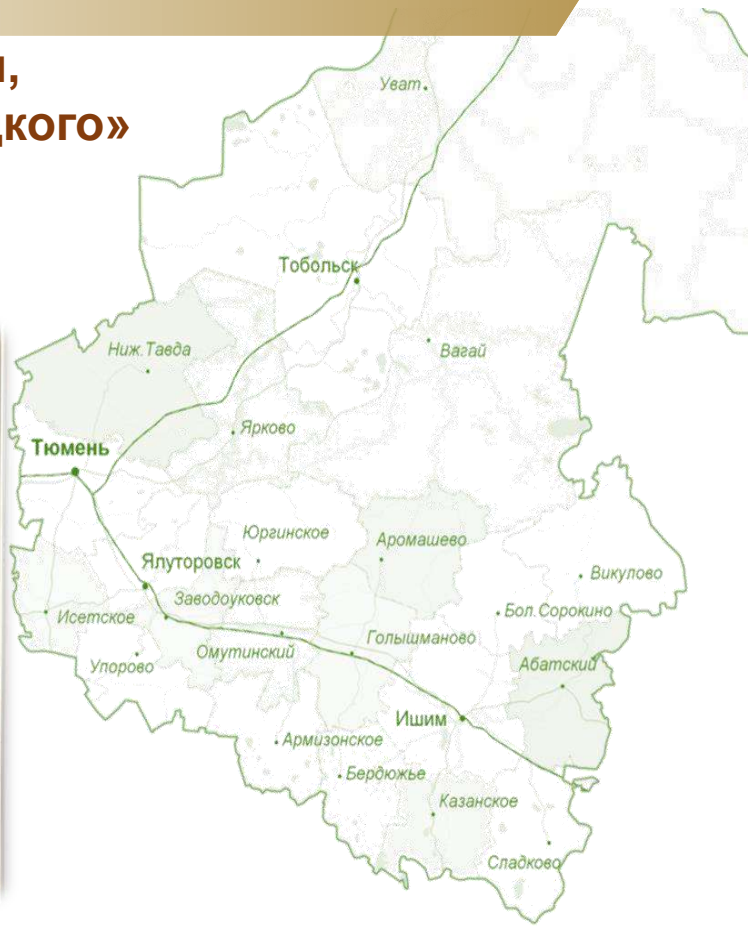 ,
цкого»
Уват
Тобольск
Ниж.Тавда
Вагай
Ярково
Тюмень
Юргинское
Аромашево
Ялуторовск
Викулово
Заводоуковск
Бол.Сорокино
Исетское
Голышманово
Омутинский
Упорово
Абатский
Ишим
Армизонское
Бердюжье
Казанское
Сладково